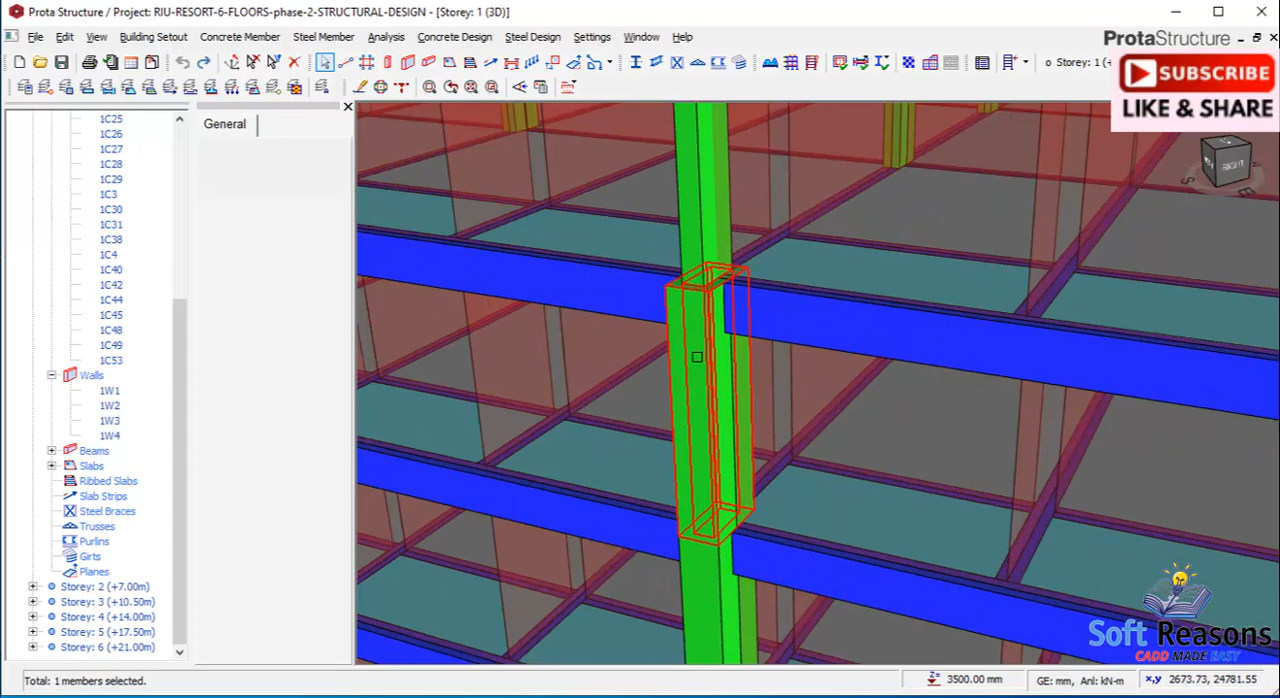 Prota Structure / Project: RIU-RESORT-6-FLOORS-phase-2-STRUCTURAL-DESIGN - [Storey: 1 (3D)]
File Edit View Building Setout Concrete Member Steel Member Analysis Concrete Design Steel Design Settings Window Help
ProtaStructure
Storey: 1 (+
SUBSCRIBE
LIKE & SHARE
General
RIGHT
S
1C25
1C26
1C27
1C28
1C29
1C3
1C30
1C31
1C38
1C4
1C40
1C42
1C44
1C45
1C48
1C49
1C53
Walls
1W1
1W2
1W3
1W4
Beams
Slabs
Ribbed Slabs
Slab Strips
Steel Braces
Trusses
Purlins
Girts
Planes
Storey: 2 (+7.00m)
Storey: 3 (+10.50m)
Storey: 4 (+14.00m)
Storey: 5 (+17.50m)
Storey: 6 (+21.00m)
Soft Reasons
CADD MADE EASY
Total: 1 members selected.
Z= 3500.00 mm GE: mm, Anl: kN-m x,y 2673.73, 24781.55